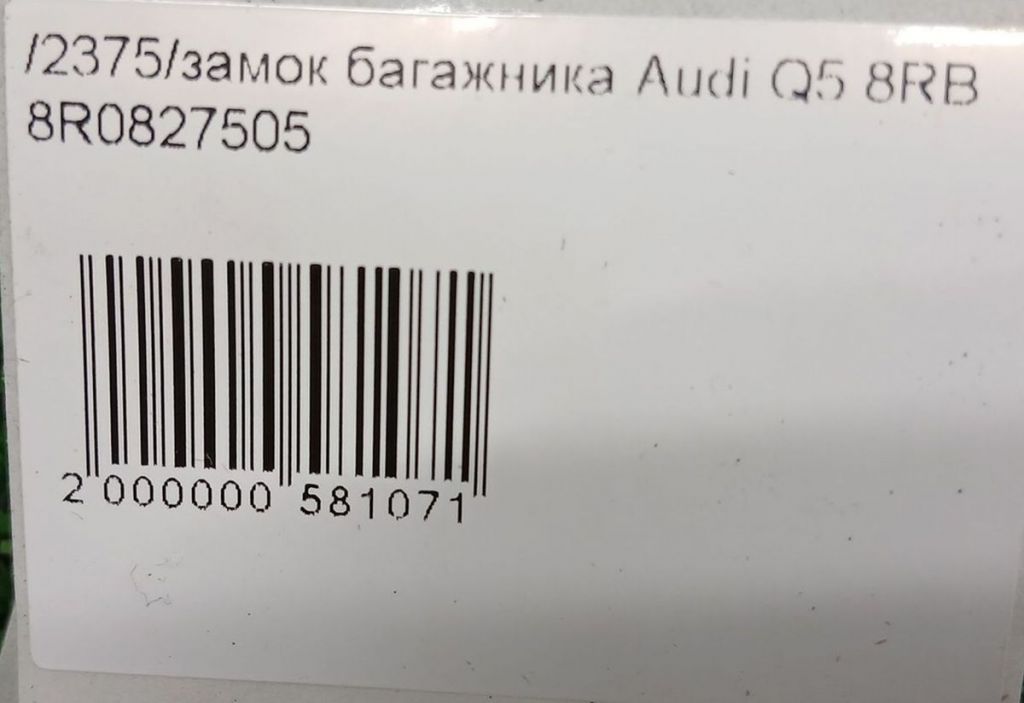 /2375/замок багажника Audi Q5 8RB
8R0827505
2 000000 581071